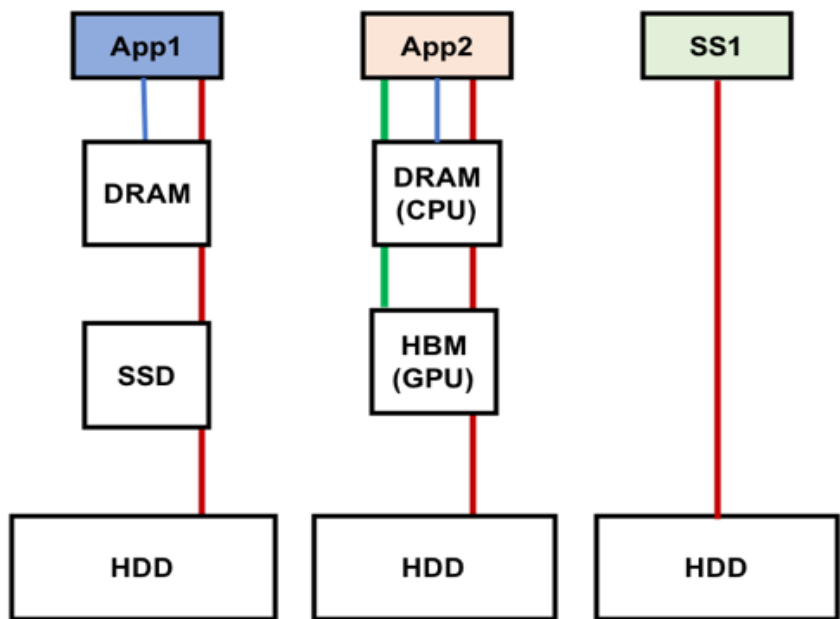 App1
App2
SS1
DRAM
DRAM
(CPU)
SSD
HBM
(GPU)
HDD
HDD
HDD